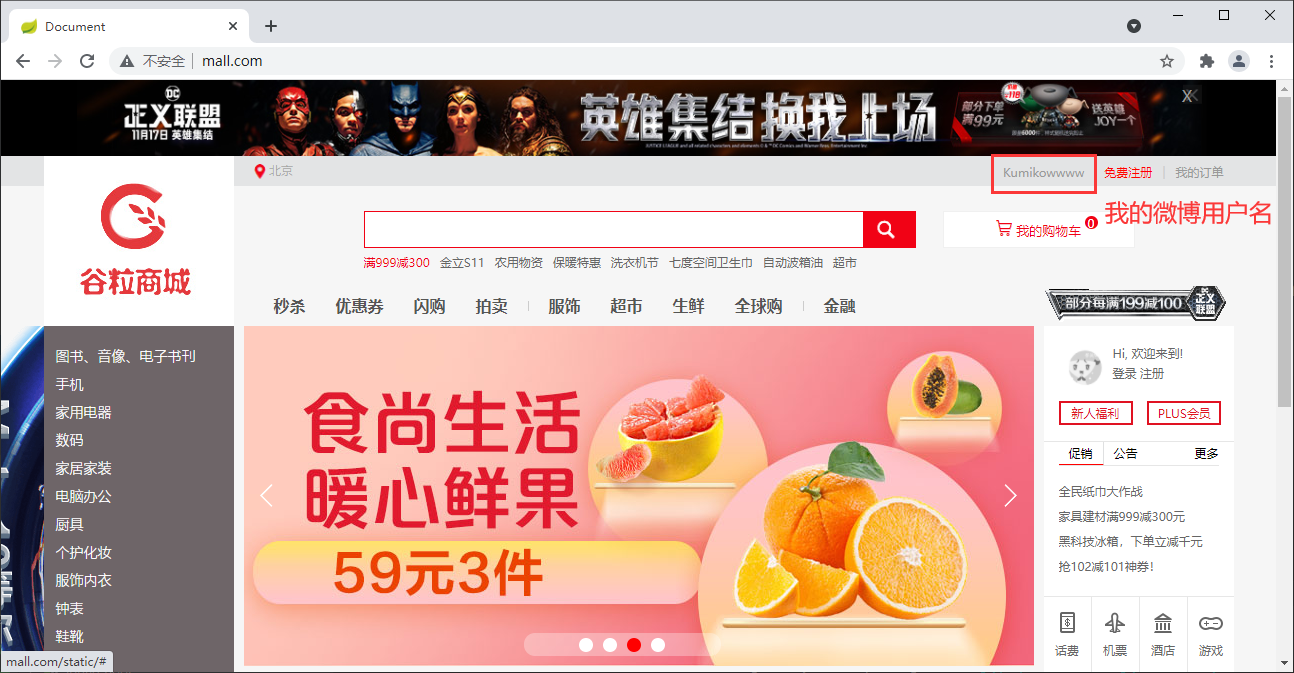 Document
不安全 mall.com
DC
正义联盟
11月17日 英雄集结
英雄集结 换我上场
部分下单
满99元
送英雄
JOY一个
北京
Kumikowwww
免费注册
我的订单
我的微博用户名
谷粒商城
我的购物车 0
满999减300 金立S11 农用物资 保暖特惠 洗衣机节 七度空间卫生巾 自动波箱油 超市
秒杀 优惠券 闪购 拍卖 服饰 超市 生鲜 全球购 金融
部分每满199减100 DC 正义联盟
图书、音像、电子书刊
手机
家用电器
数码
家居家装
电脑办公
厨具
个护化妆
服饰内衣
钟表
鞋靴
食尚生活
暖心鲜果
59元3件
Hi, 欢迎来到!
登录 注册
新人福利 PLUS会员
促销 公告 更多
全民纸巾大作战
家具建材满999减300元
黑科技冰箱，下单立减千元
抢102减101神券！
话费 机票 酒店 游戏
mall.com/static/#